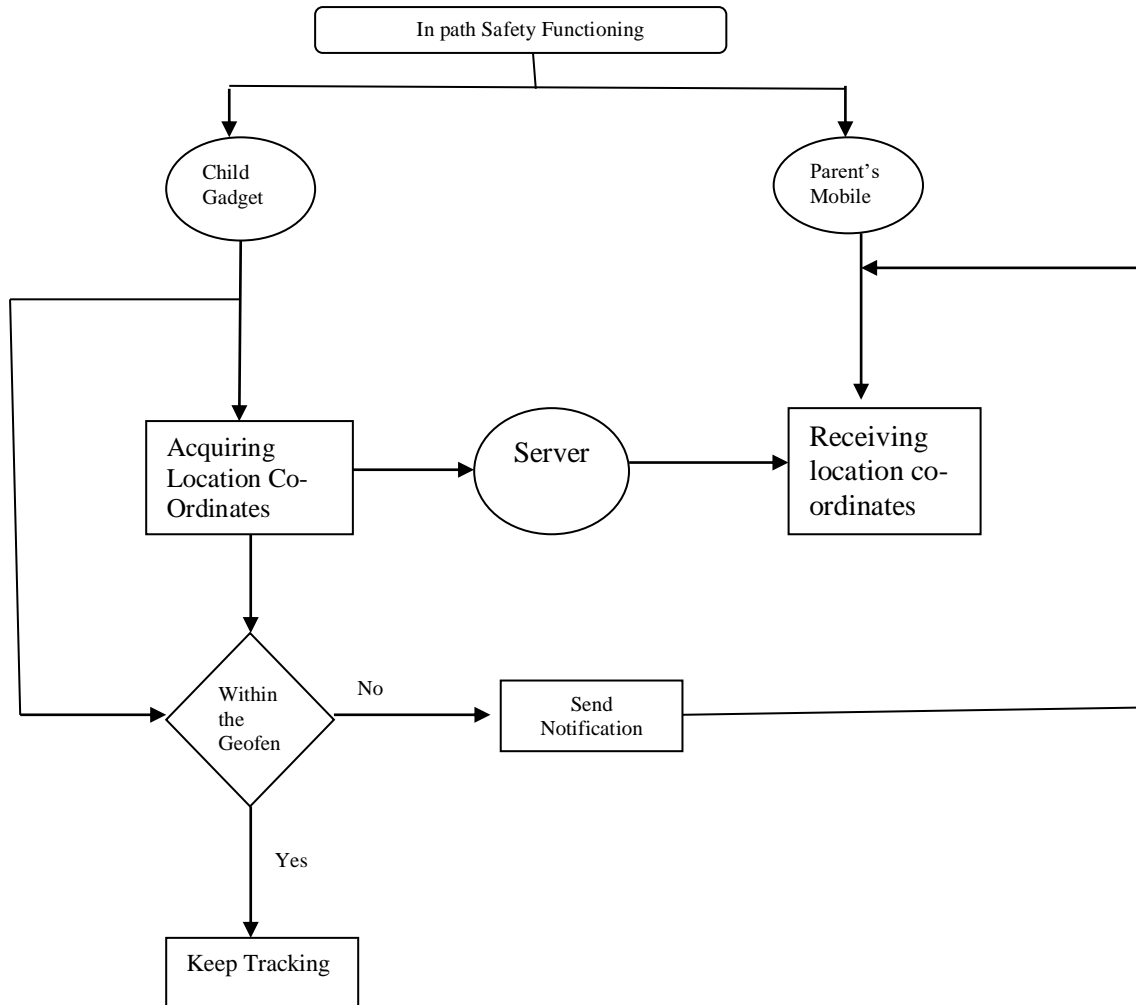 In path Safety Functioning
Child
Gadget
Parent's
Mobile
Acquiring
Location Co-
Ordinates
Server
Receiving
location co-
ordinates
Within
the
Geofen
No
Send
Notification
Yes
Keep Tracking